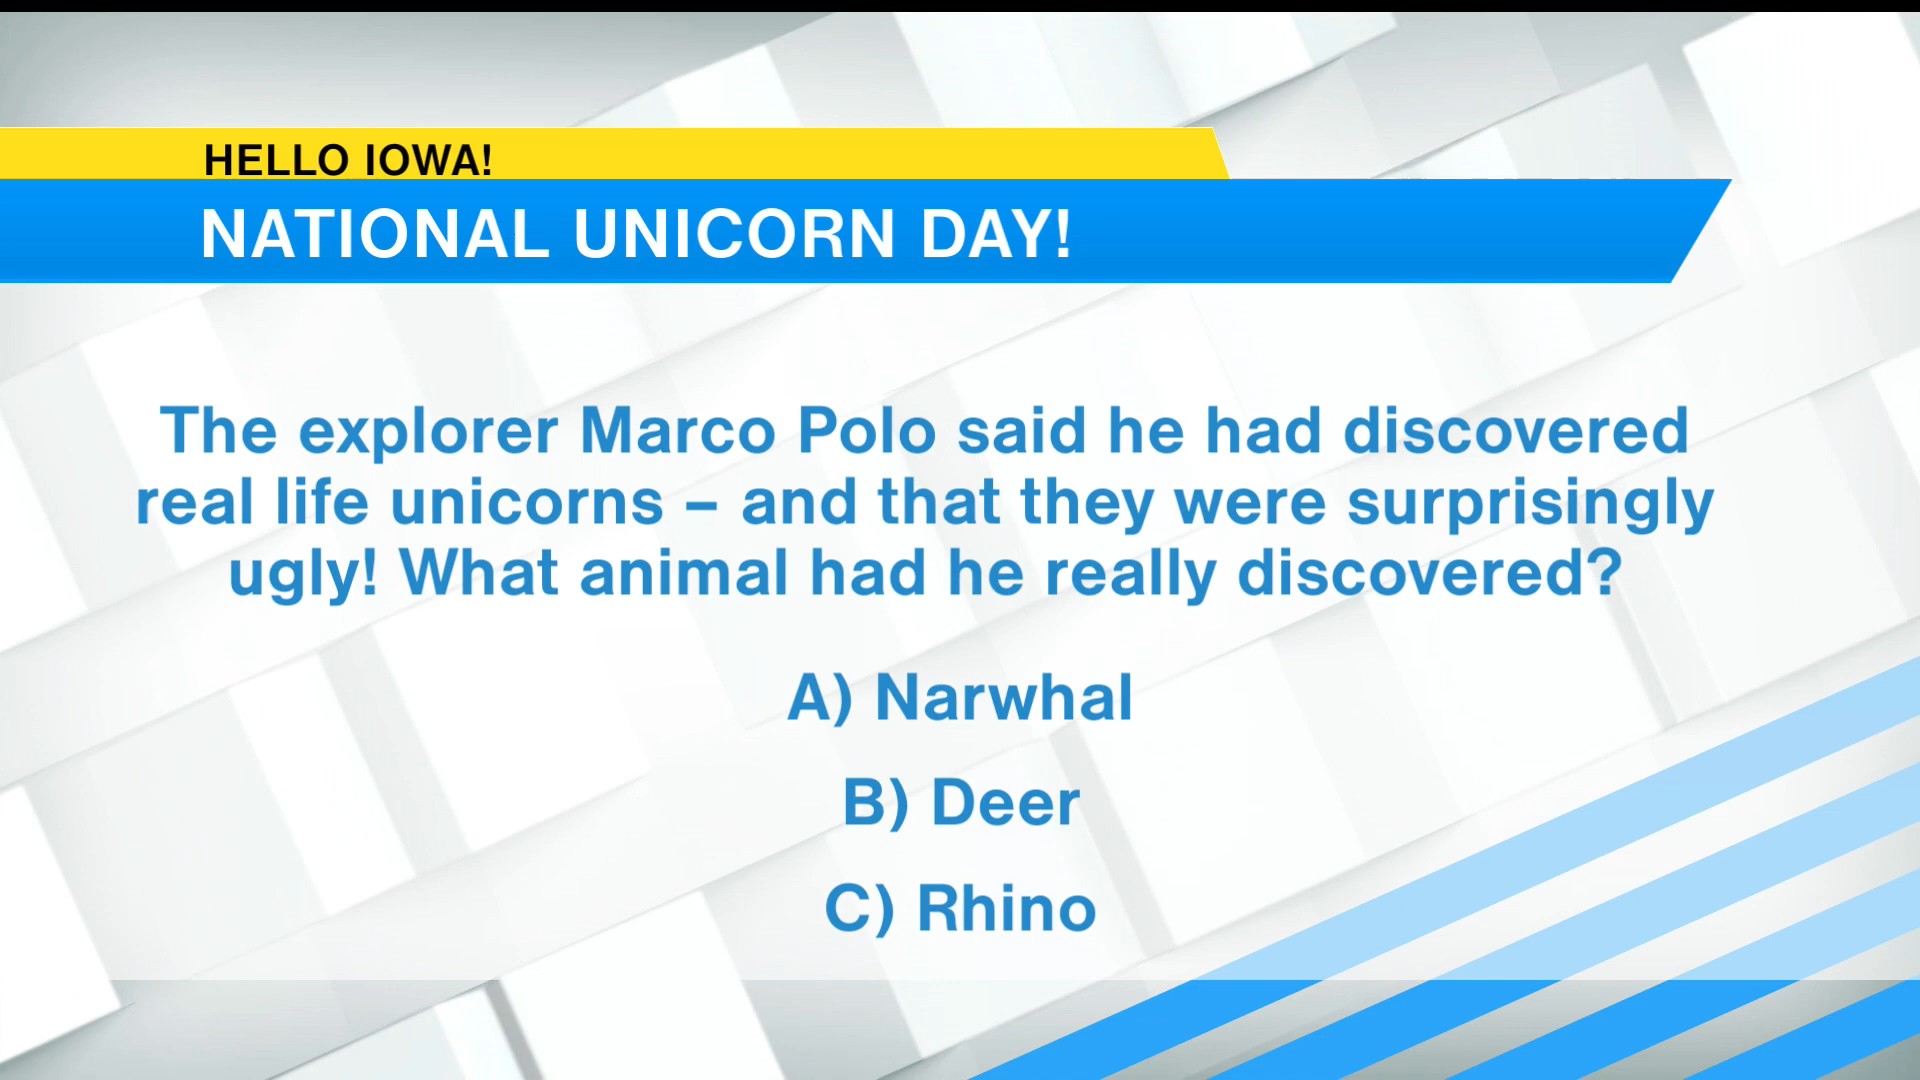 HELLO IOWA!
NATIONAL UNICORN DAY!
The explorer Marco Polo said he had discovered
real life unicorns – and that they were surprisingly
ugly! What animal had he really discovered?
A) Narwhal
B) Deer
C) Rhino